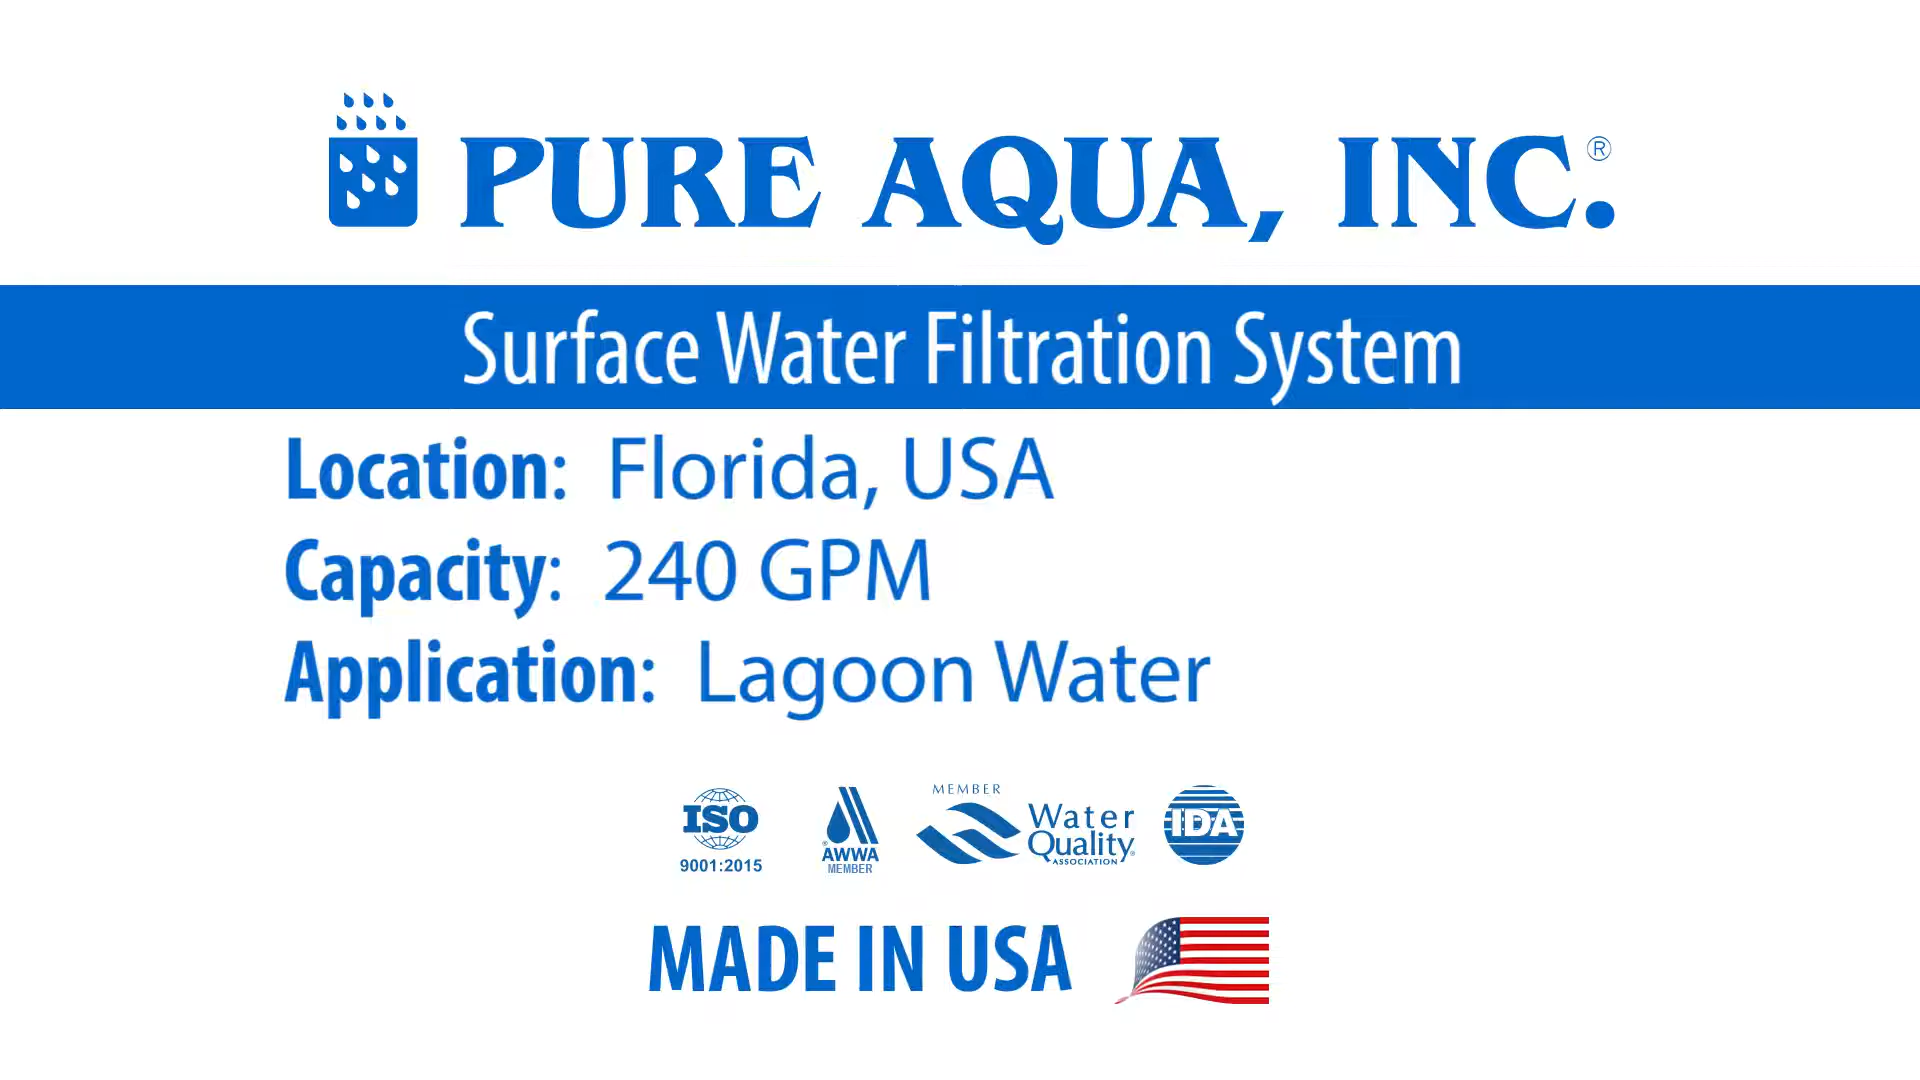 PURE AQUA, INC.®
Surface Water Filtration System
Location: Florida, USA
Capacity: 240 GPM
Application: Lagoon Water
ISO
9001:2015
® AWWA
MEMBER
MEMBER
Water
Quality®
ASSOCIATION
IDA
MADE IN USA